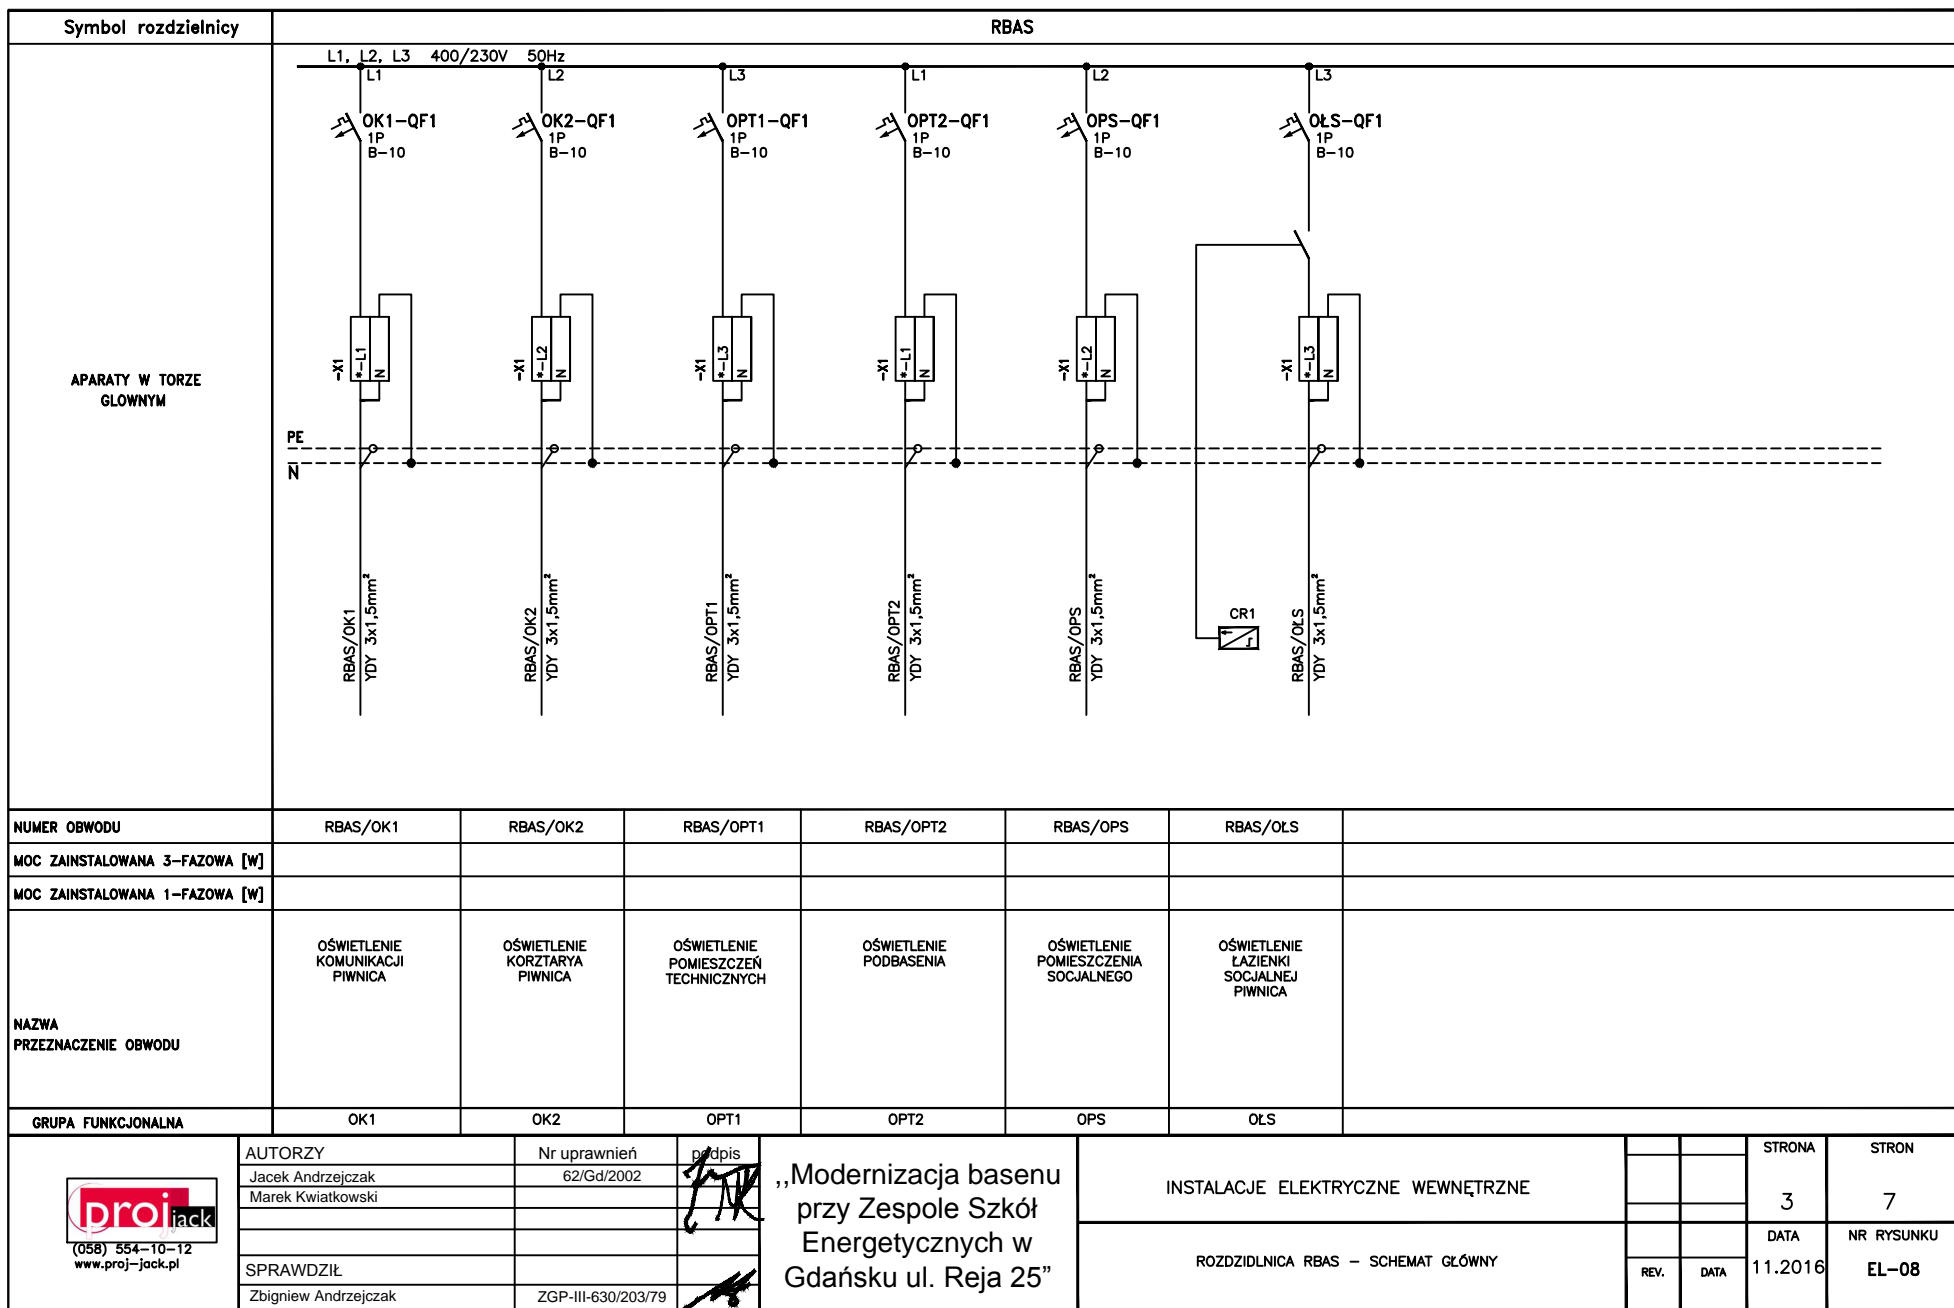 Symbol rozdzielnicy
RBAS
L1, L2, L3 400/230V 50Hz
L1
L2
L3
L1
L2
L3
OK1-QF1
1P
B-10
OK2-QF1
1P
B-10
OPT1-QF1
1P
B-10
OPT2-QF1
1P
B-10
OPS-QF1
1P
B-10
OŁS-QF1
1P
B-10
APARATY W TORZE
GLOWNYM
-X1
*-L1
N
-X1
*-L2
N
-X1
*-L3
N
-X1
*-L1
N
-X1
*-L2
N
-X1
*-L3
N
PE
N
RBAS/OK1
YDY 3x1,5mm²
RBAS/OK2
YDY 3x1,5mm²
RBAS/OPT1
YDY 3x1,5mm²
RBAS/OPT2
YDY 3x1,5mm²
RBAS/OPS
YDY 3x1,5mm²
CR1
RBAS/OŁS
YDY 3x1,5mm²
NUMER OBWODU
RBAS/OK1
RBAS/OK2
RBAS/OPT1
RBAS/OPT2
RBAS/OPS
RBAS/OŁS
MOC ZAINSTALOWANA 3-FAZOWA [W]
MOC ZAINSTALOWANA 1-FAZOWA [W]
NAZWA
PRZEZNACZENIE OBWODU
OŚWIETLENIE
KOMUNIKACJI
PIWNICA
OŚWIETLENIE
KORZTARYA
PIWNICA
OŚWIETLENIE
POMIESZCZEŃ
TECHNICZNYCH
OŚWIETLENIE
PODBASENIA
OŚWIETLENIE
POMIESZCZENIA
SOCJALNEGO
OŚWIETLENIE
ŁAZIENKI
SOCJALNEJ
PIWNICA
GRUPA FUNKCJONALNA
OK1
OK2
OPT1
OPT2
OPS
OŁS
proj jack
(058) 554-10-12
www.proj-jack.pl
AUTORZY
Nr uprawnień
podpis
Jacek Andrzejczak
62/Gd/2002
Marek Kwiatkowski
SPRAWDZIŁ
Zbigniew Andrzejczak
ZGP-III-630/203/79
,,Modernizacja basenu
przy Zespole Szkół
Energetycznych w
Gdańsku ul. Reja 25”
INSTALACJE ELEKTRYCZNE WEWNĘTRZNE
ROZDZIDLNICA RBAS - SCHEMAT GŁÓWNY
REV.
DATA
STRONA
3
STRON
7
DATA
11.2016
NR RYSUNKU
EL-08